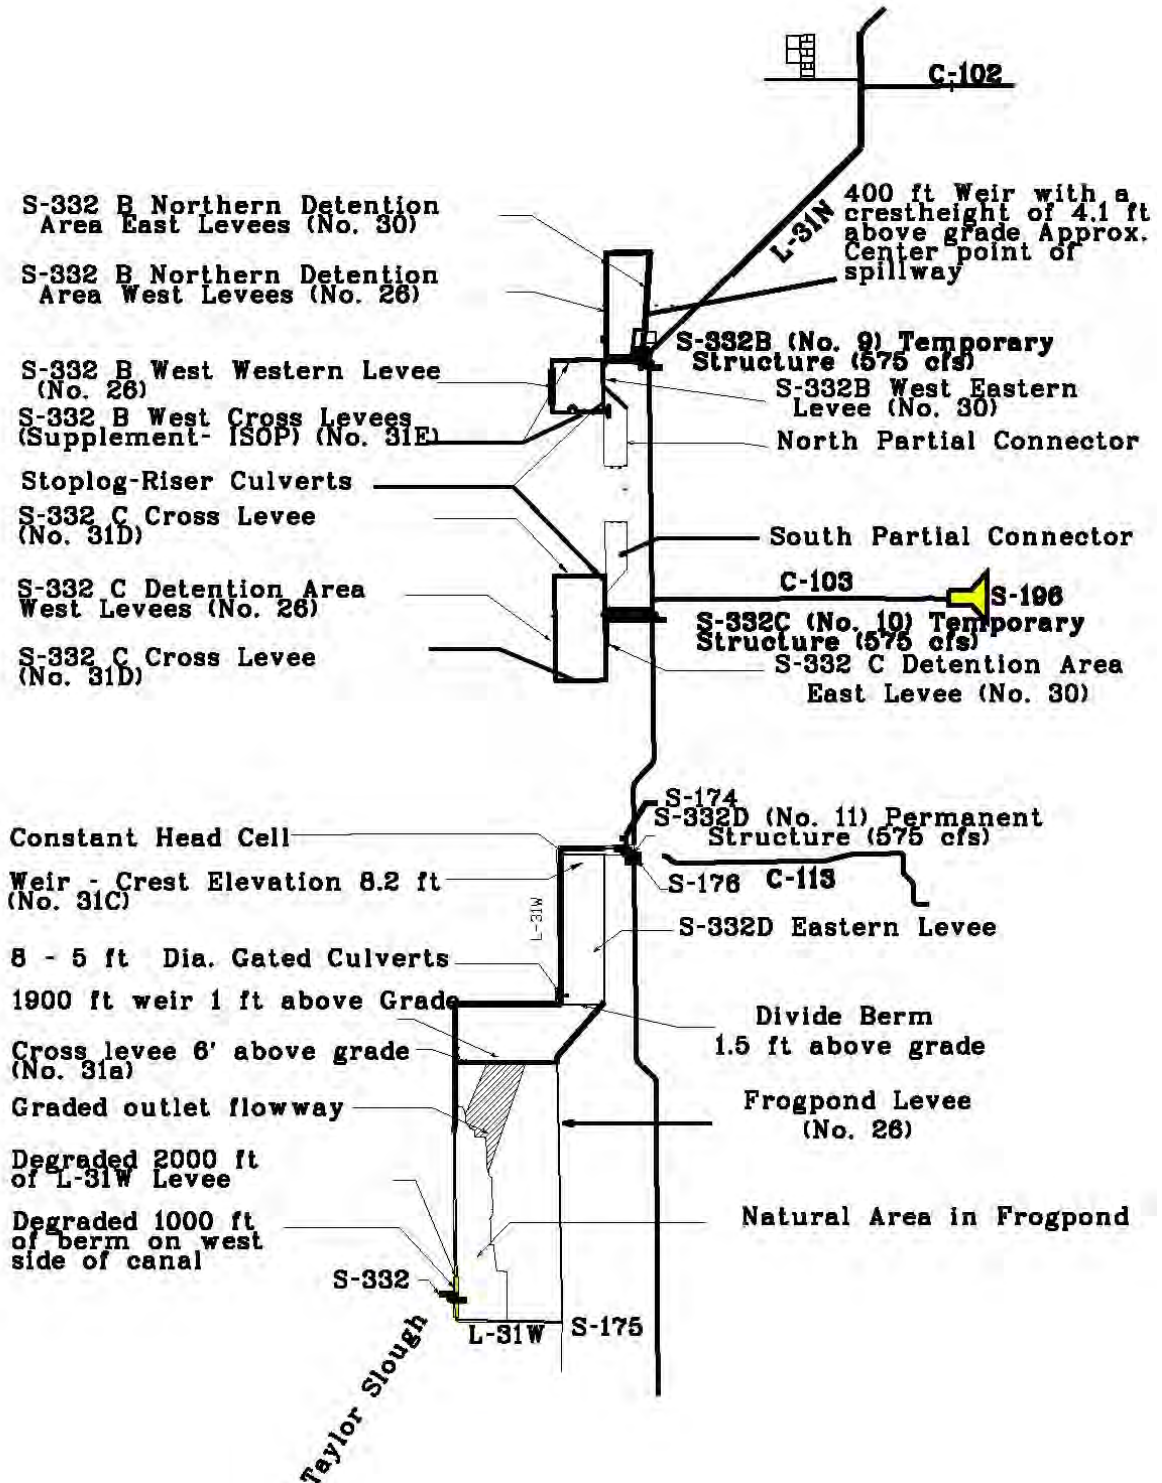 C-102
L-31N
400 ft Weir with a
crestheight of 4.1 ft
above grade Approx.
Center point of
spillway
S-332 B Northern Detention
Area East Levees (No. 30)
S-332 B Northern Detention
Area West Levees (No. 26)
S-332B (No. 9) Temporary
Structure (575 cfs)
S-332 B West Western Levee
(No. 26)
S-332B West Eastern
Levee (No. 30)
S-332 B West Cross Levees
(Supplement- ISOP) (No. 31E)
North Partial Connector
Stoplog-Riser Culverts
S-332 C Cross Levee
(No. 31D)
South Partial Connector
C-103
S-196
S-332 C Detention Area
West Levees (No. 26)
S-332C (No. 10) Temporary
Structure (575 cfs)
S-332 C Cross Levee
(No. 31D)
S-332 C Detention Area
East Levee (No. 30)
S-174
S-332D (No. 11) Permanent
Structure (575 cfs)
Constant Head Cell
Weir - Crest Elevation 8.2 ft
(No. 31C)
S-176
C-113
L-31W
S-332D Eastern Levee
8 - 5 ft Dia. Gated Culverts
1900 ft weir 1 ft above Grade
Divide Berm
1.5 ft above grade
Cross levee 6' above grade
(No. 31a)
Graded outlet flowway
Frogpond Levee
(No. 26)
Degraded 2000 ft
of L-31W Levee
Degraded 1000 ft
of berm on west
side of canal
Natural Area in Frogpond
S-332
L-31W
S-175
Taylor Slough